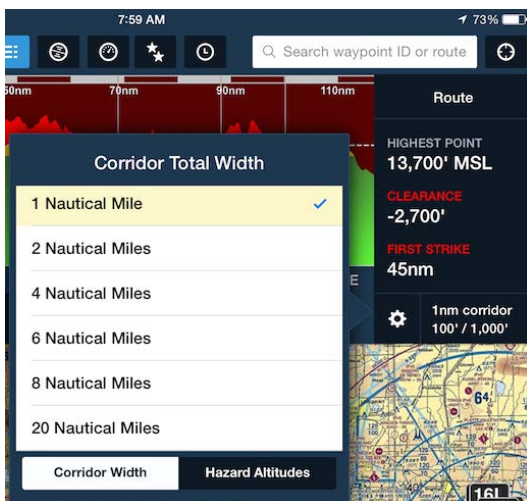 7:59 AM
73%
Search waypoint ID or route
50nm 70nm 90nm 110nm
Route
HIGHEST POINT
13,700' MSL
CLEARANCE
-2,700'
FIRST STRIKE
45nm
1nm corridor
100' / 1,000'
Corridor Total Width
1 Nautical Mile
2 Nautical Miles
4 Nautical Miles
6 Nautical Miles
8 Nautical Miles
20 Nautical Miles
Corridor Width Hazard Altitudes
E
64
16L